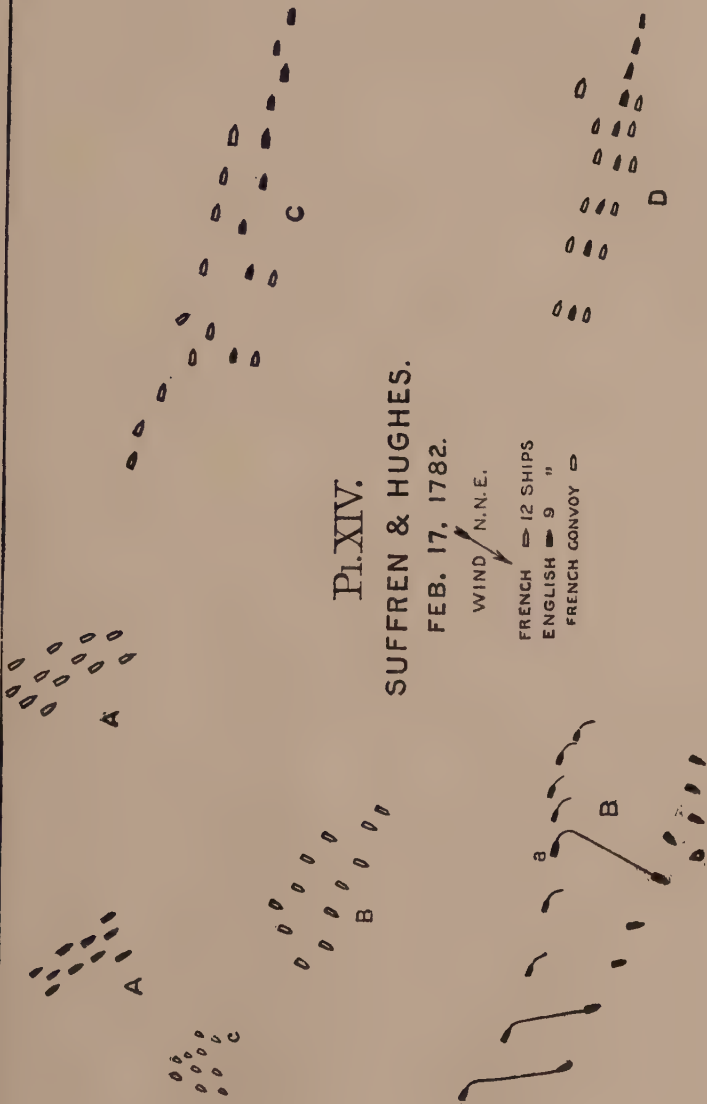 Pl. XIV.
SUFFREN & HUGHES.
FEB. 17, 1782.
WIND N.N.E.
FRENCH 12 SHIPS
ENGLISH 9 "
FRENCH CONVOY
A
A
B
c
C
D
a
B